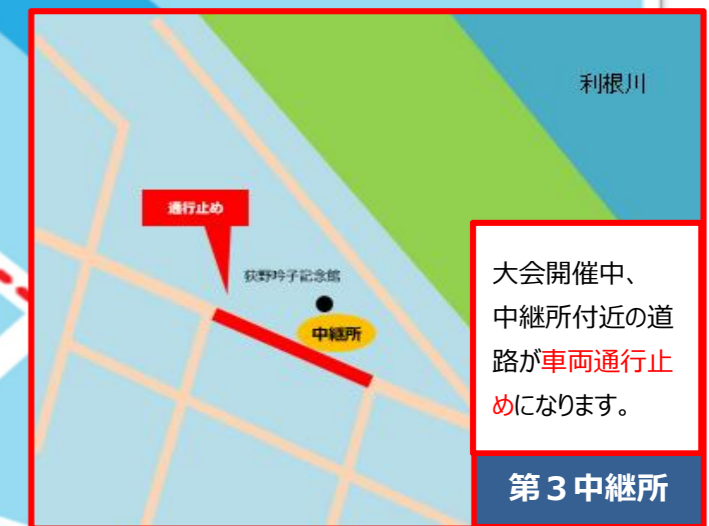 利根川
通行止め
荻野吟子記念館
中継所
大会開催中、
中継所付近の道
路が車両通行止
めになります。
第3中継所